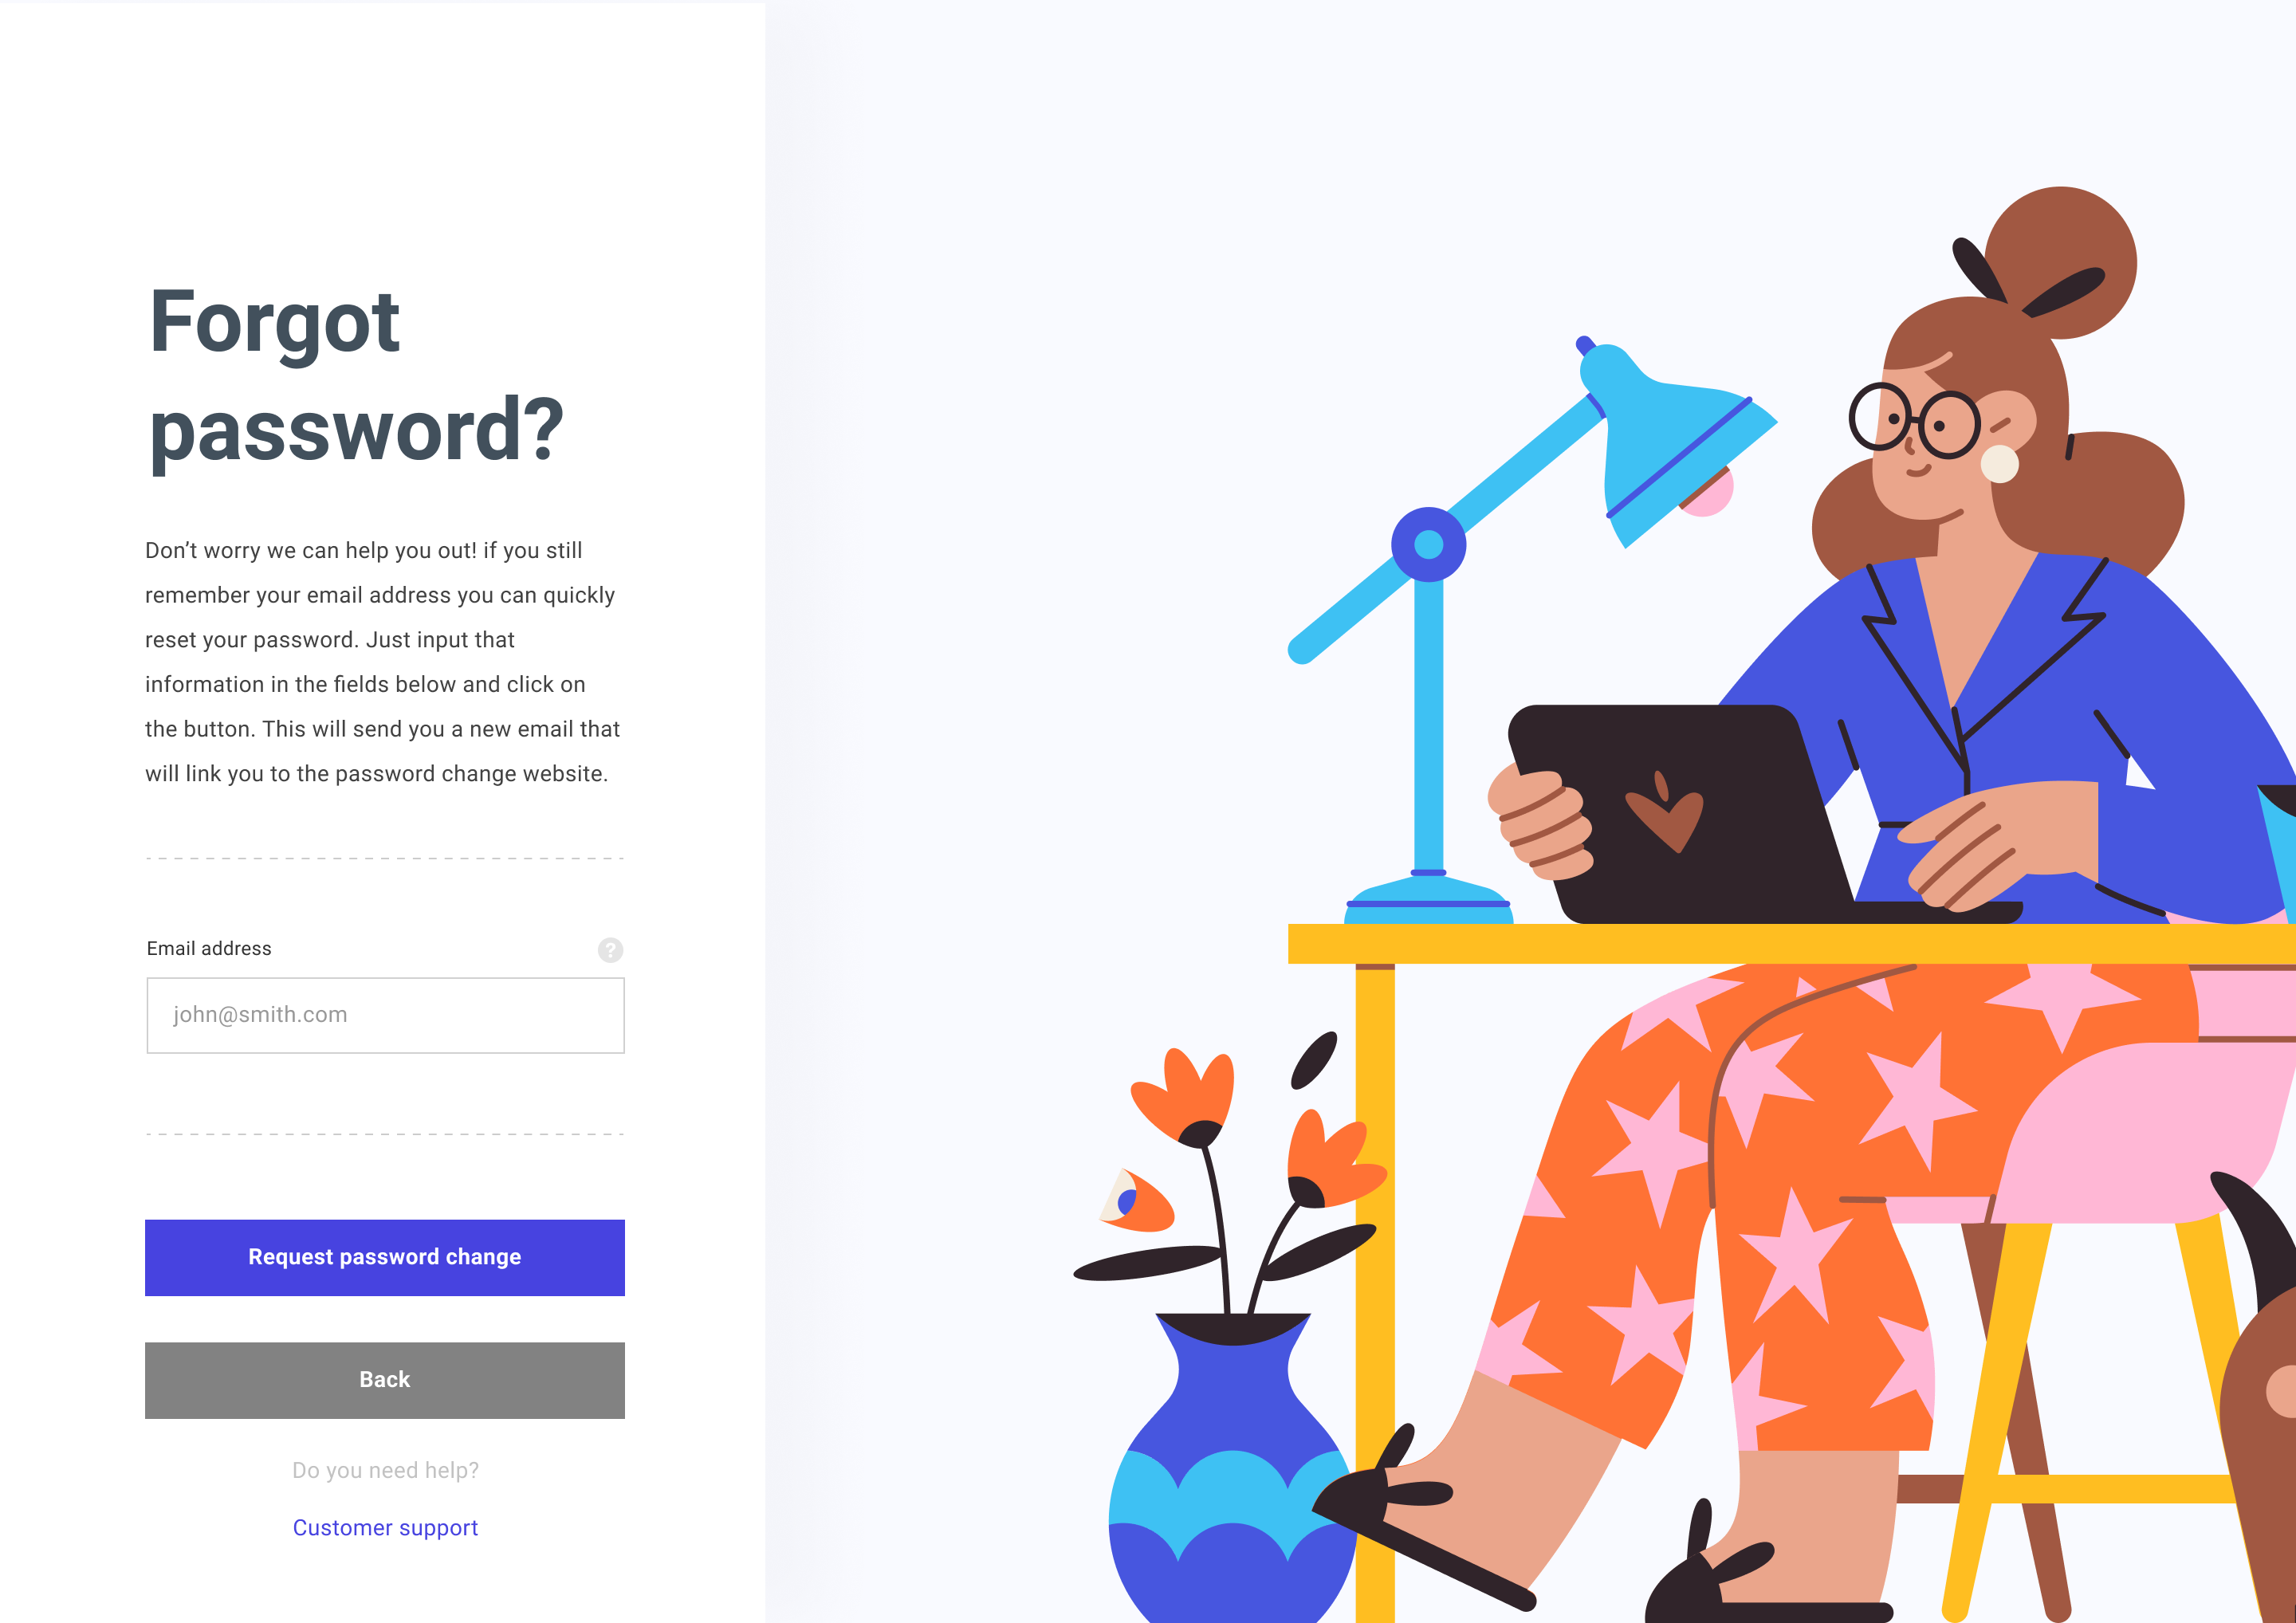 Forgot
password?
Don’t worry we can help you out! if you still
remember your email address you can quickly
reset your password. Just input that
information in the fields below and click on
the button. This will send you a new email that
will link you to the password change website.
Email address ?
john@smith.com
Request password change
Back
Do you need help?
Customer support